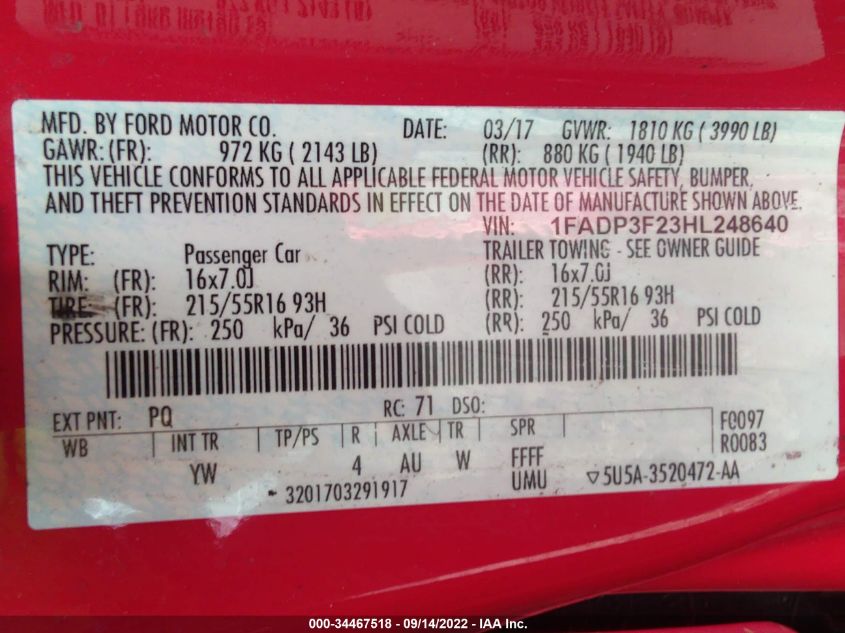 MFD. BY FORD MOTOR CO. DATE: 03/17 GVWR: 1810 KG ( 3990 LB)
GAWR: (FR): 972 KG ( 2143 LB) (RR): 880 KG ( 1940 LB)
THIS VEHICLE CONFORMS TO ALL APPLICABLE FEDERAL MOTOR VEHICLE SAFETY, BUMPER,
AND THEFT PREVENTION STANDARDS IN EFFECT ON THE DATE OF MANUFACTURE SHOWN ABOVE.
VIN: 1FADP3F23HL248640
TYPE: Passenger Car TRAILER TOWING - SEE OWNER GUIDE
RIM: (FR): 16x7.0J (RR): 16x7.0J
TIRE: (FR): 215/55R16 93H (RR): 215/55R16 93H
PRESSURE: (FR): 250 kPa/ 36 PSI COLD (RR): 250 kPa/ 36 PSI COLD
EXT PNT: PQ RC: 71 DSO: F0097
WB INT TR TP/PS R AXLE TR SPR R0083
YW 4 AU W FFFF
UMU ▽5U5A-3520472-AA
3201703291917
000-34467518 - 09/14/2022 - IAA Inc.